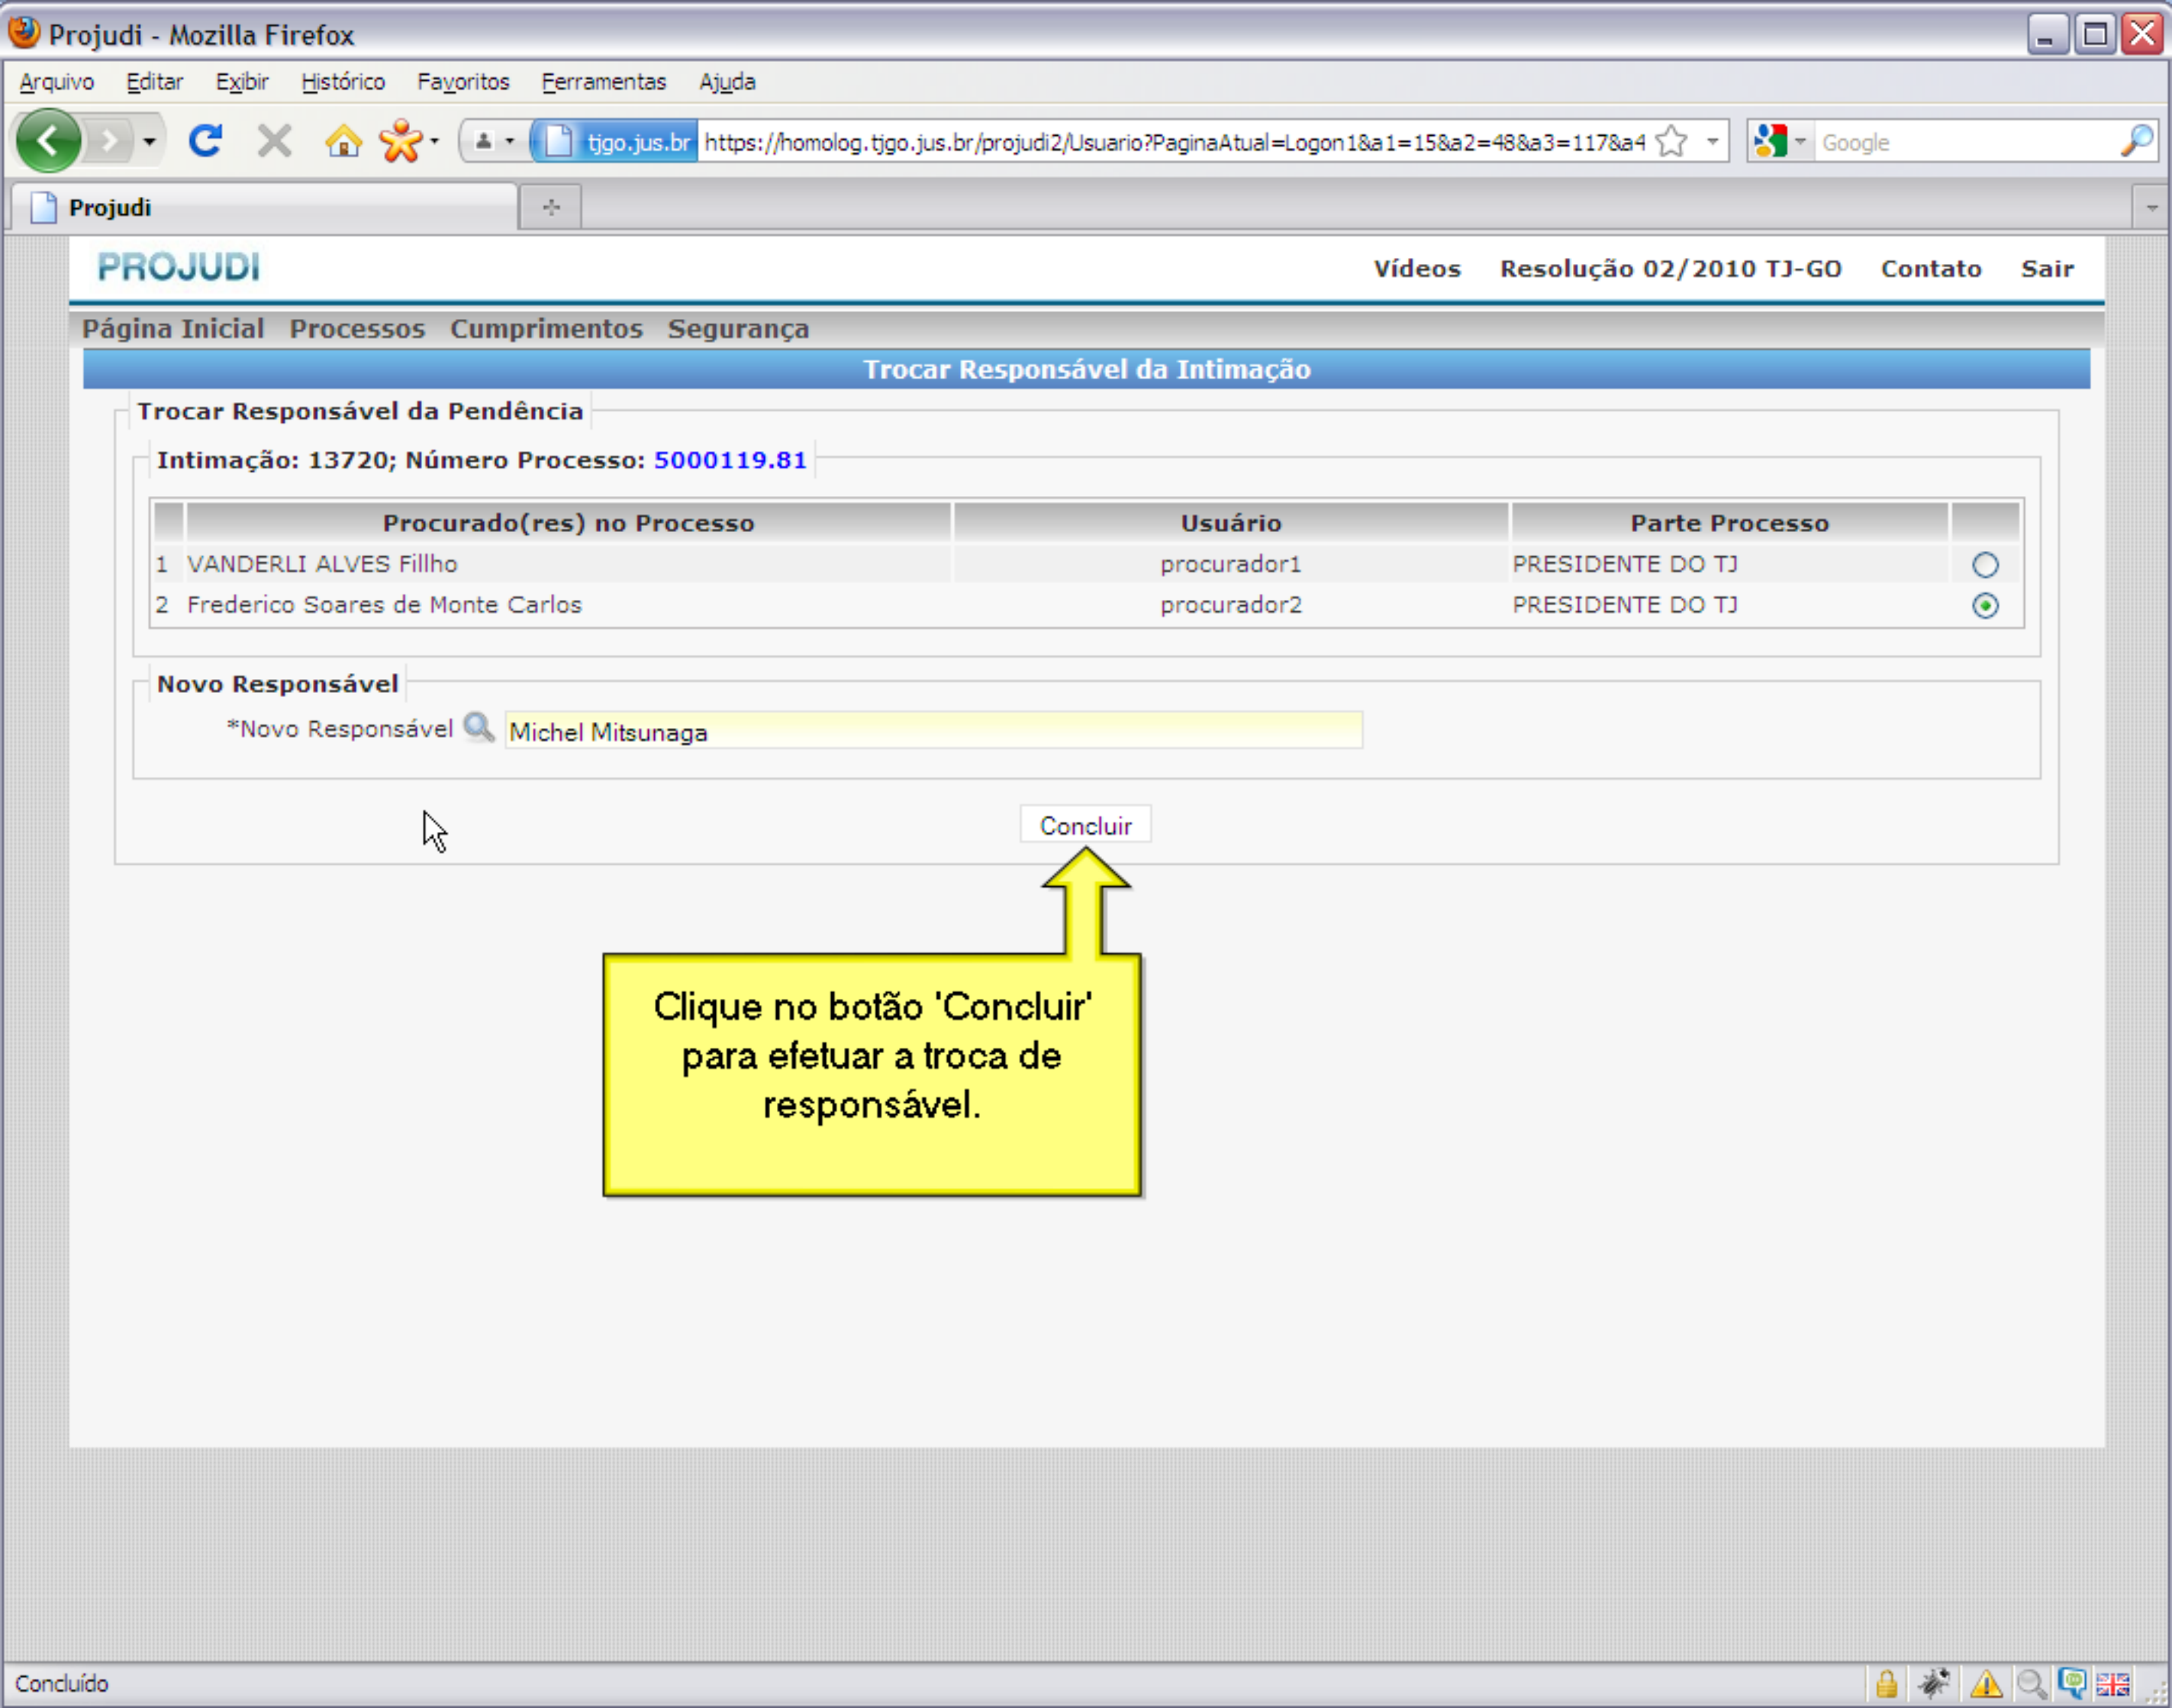 Projudi - Mozilla Firefox
Arquivo Editar Exibir Histórico Favoritos Ferramentas Ajuda
tjgo.jus.br https://homolog.tjgo.jus.br/projudi2/Usuario?PaginaAtual=Logon1&a1=15&a2=48&a3=117&a4 Google
Projudi
PROJUDI Vídeos Resolução 02/2010 TJ-GO Contato Sair
Página Inicial Processos Cumprimentos Segurança
Trocar Responsável da Intimação
Trocar Responsável da Pendência
Intimação: 13720; Número Processo: 5000119.81
Procurado(res) no Processo Usuário Parte Processo
1 VANDERLI ALVES Fillho procurador1 PRESIDENTE DO TJ
2 Frederico Soares de Monte Carlos procurador2 PRESIDENTE DO TJ
Novo Responsável
*Novo Responsável Michel Mitsunaga
Concluir
Clique no botão 'Concluir'
para efetuar a troca de
responsável.
Concluído